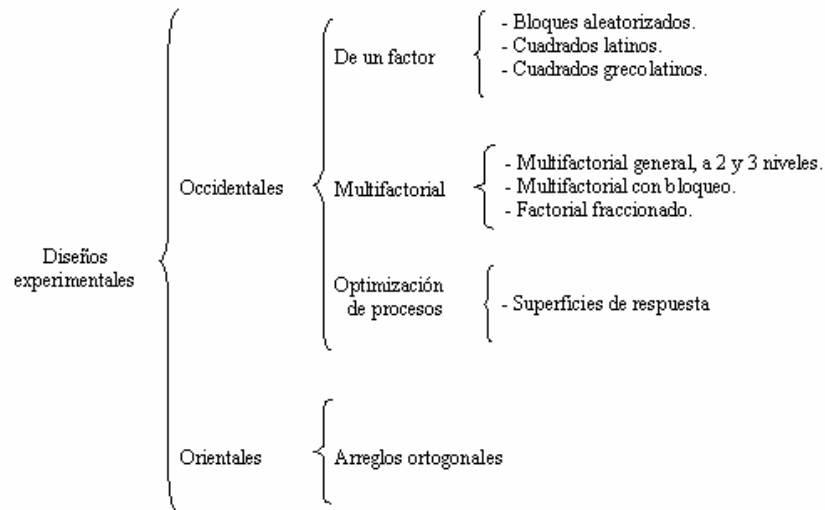 - Bloques aleatorizados.
De un factor
- Cuadrados latinos.
- Cuadrados grecolatinos.
- Multifactorial general, a 2 y 3 niveles.
Occidentales
Multifactorial
- Multifactorial con bloqueo.
- Factorial fraccionado.
Diseños
experimentales
Optimización
de procesos
- Superficies de respuesta
Orientales
Arreglos ortogonales